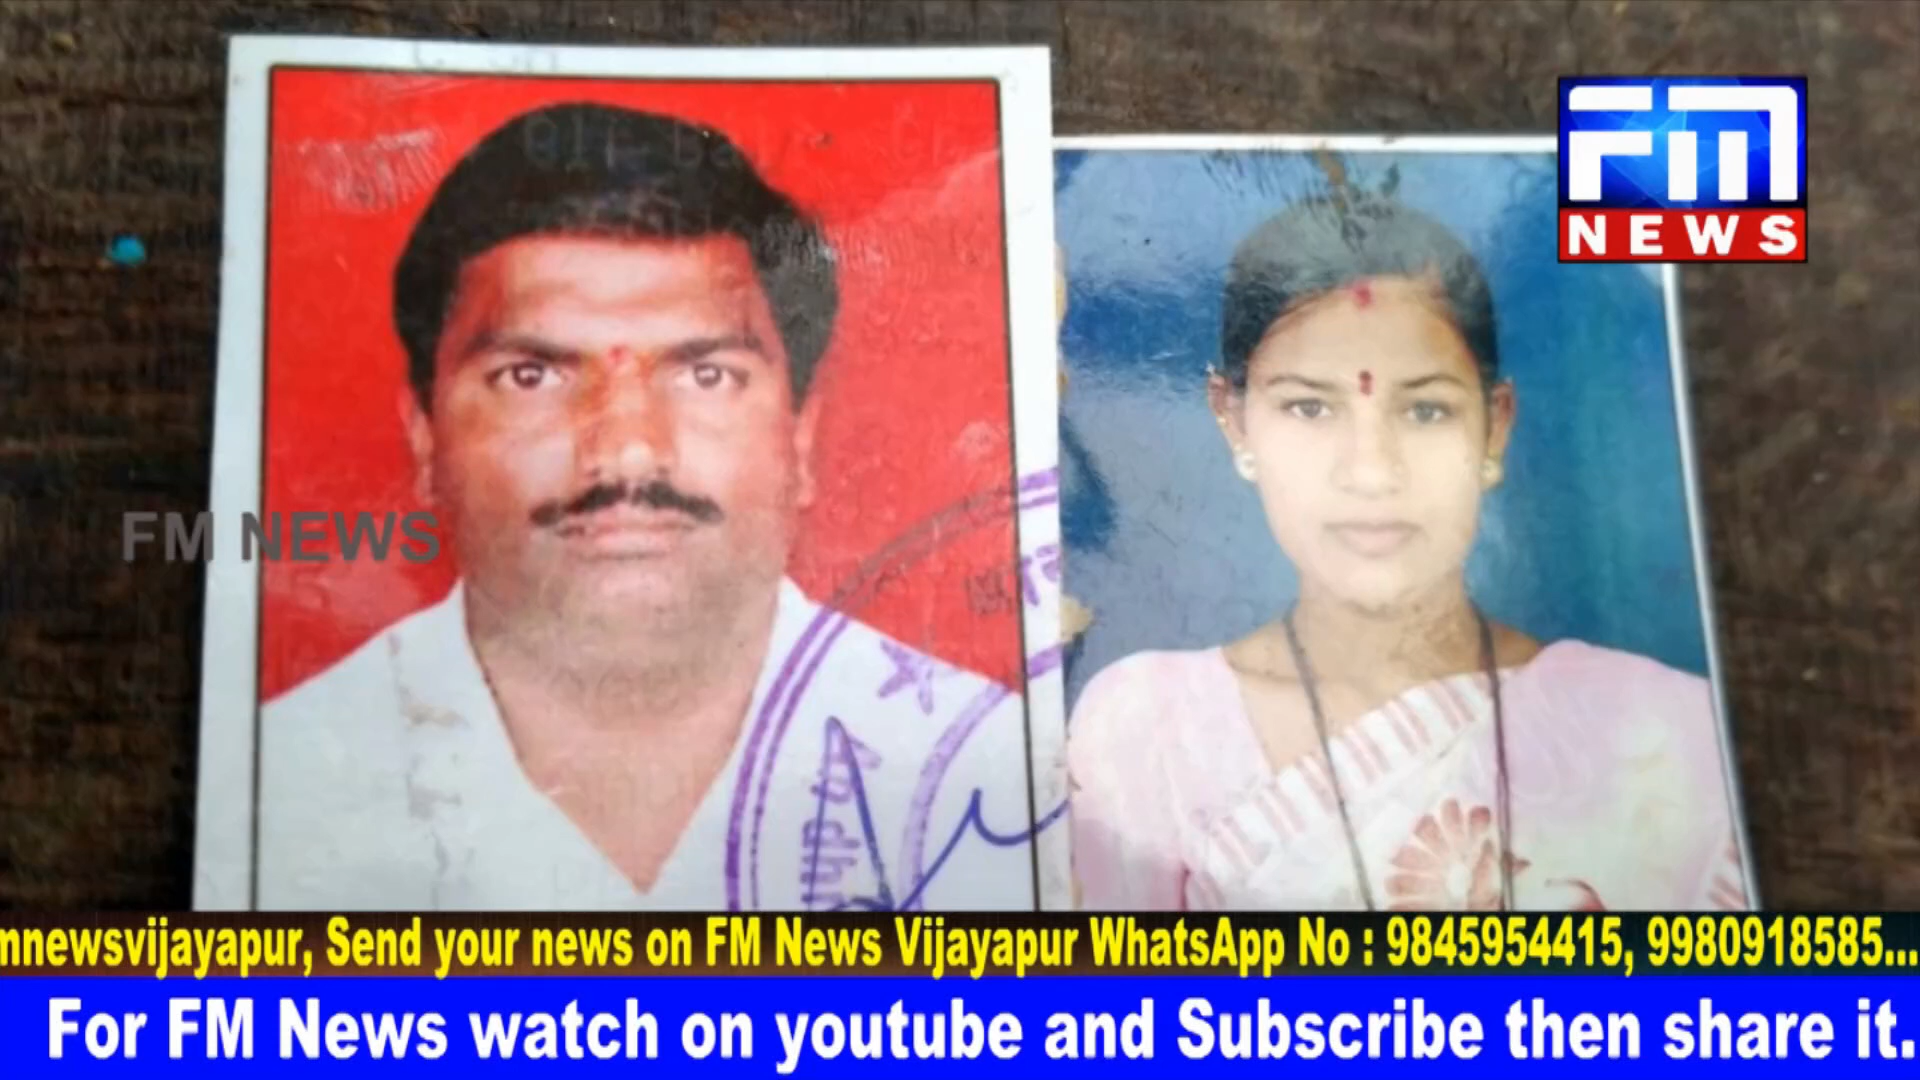 FM
NEWS
FM NEWS
mnewsvijayapur, Send your news on FM News Vijayapur WhatsApp No : 9845954415, 9980918585...
For FM News watch on youtube and Subscribe then share it.